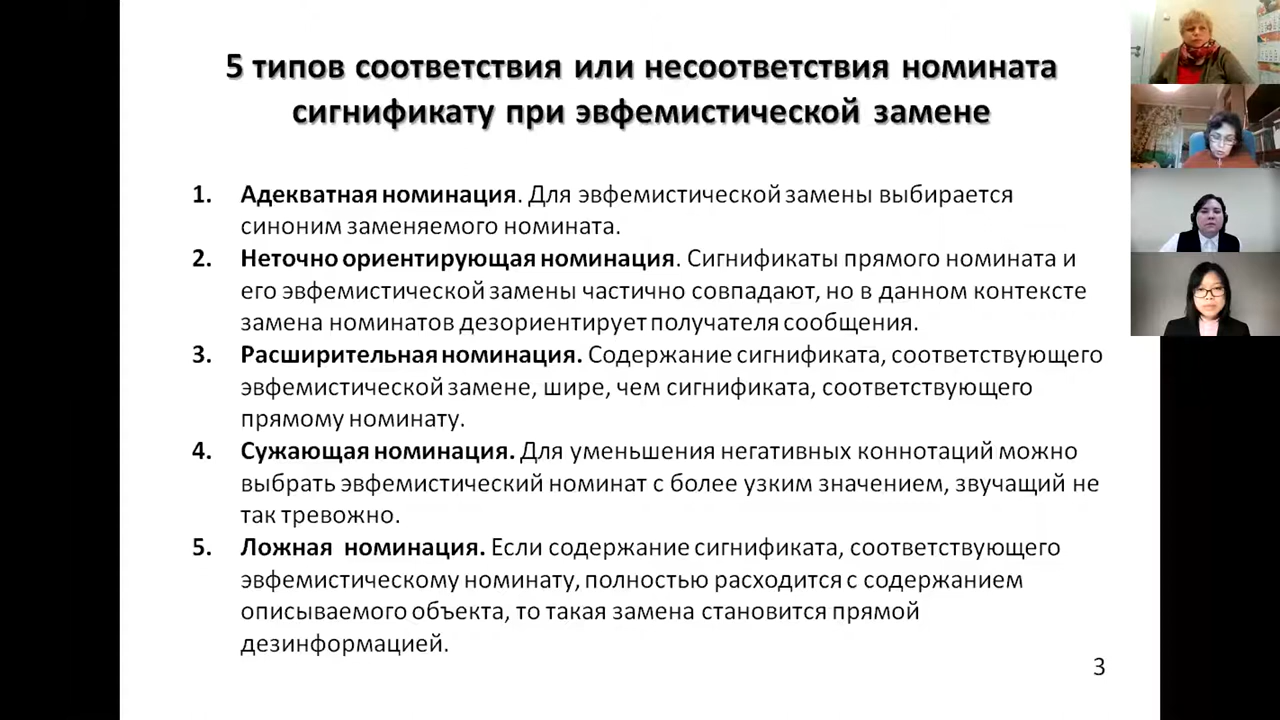 5 типов соответствия или несоответствия номината
сигнификату при эвфемистической замене
1. Адекватная номинация. Для эвфемистической замены выбирается
синоним заменяемого номината.
2. Неточно ориентирующая номинация. Сигнификаты прямого номината и
его эвфемистической замены частично совпадают, но в данном контексте
замена номинатов дезориентирует получателя сообщения.
3. Расширительная номинация. Содержание сигнификата, соответствующего
эвфемистической замене, шире, чем сигнификата, соответствующего
прямому номинату.
4. Сужающая номинация. Для уменьшения негативных коннотаций можно
выбрать эвфемистический номинат с более узким значением, звучащий не
так тревожно.
5. Ложная номинация. Если содержание сигнификата, соответствующего
эвфемистическому номинату, полностью расходится с содержанием
описываемого объекта, то такая замена становится прямой
дезинформацией.
3